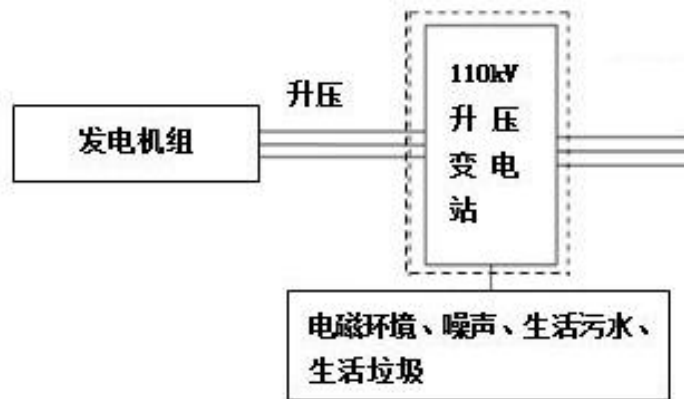 升压
发电机组
110kV
升压
变电
站
电磁环境、噪声、生活污水、
生活垃圾